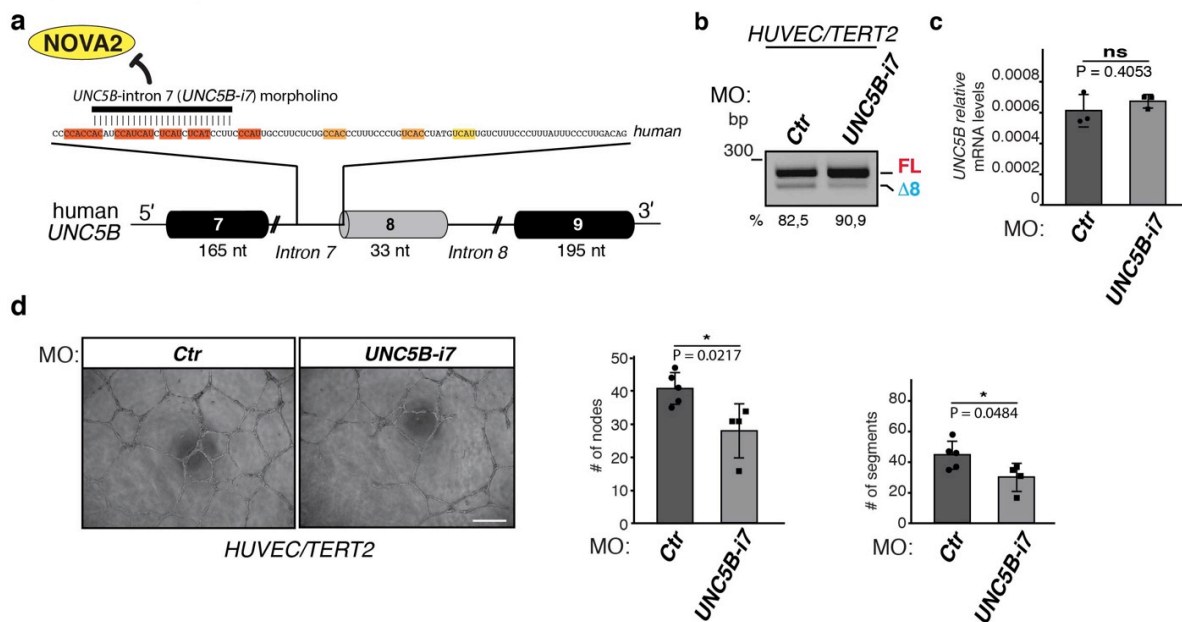 a
NOVA2
UNC5B-intron 7 (UNC5B-i7) morpholino
CCCCACCACAUCCAUCAUCUCAUCUCAUCCUUCCCAUUGCCUUCUCUGCCACCCUUUCCCUGUCACCUAUGUCAUUGUCUUUCCCUUUAUUUCCCUUGACAG human
human
UNC5B
5' 7 8 9 3'
165 nt Intron 7 33 nt Intron 8 195 nt
b
HUVEC/TERT2
MO:
Ctr UNC5B-i7
bp
300
FL
Δ8
% 82,5 90,9
c
ns
P = 0.4053
UNC5B relative
mRNA levels
0.0008
0.0006
0.0004
0.0002
0
MO: Ctr UNC5B-i7
d
MO: Ctr UNC5B-i7
HUVEC/TERT2
*
P = 0.0217
# of nodes
50
40
30
20
10
0
MO: Ctr UNC5B-i7
*
P = 0.0484
# of segments
80
60
40
20
0
MO: Ctr UNC5B-i7